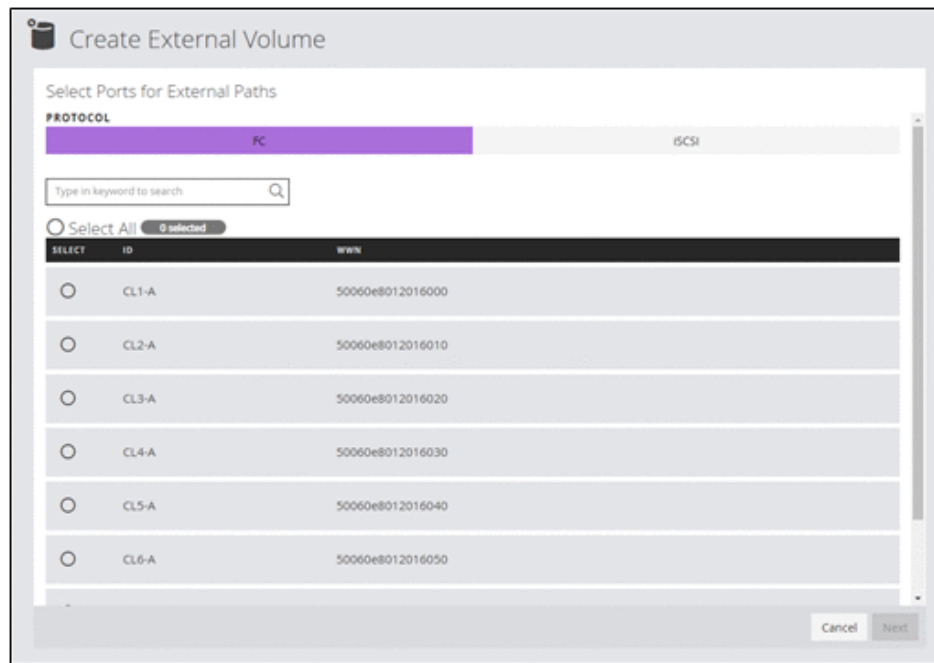 Create External Volume
Select Ports for External Paths
PROTOCOL
FC iSCSI
Type in keyword to search
Select All 0 selected
SELECT ID WWN
CL1-A 50060e8012016000
CL2-A 50060e8012016010
CL3-A 50060e8012016020
CL4-A 50060e8012016030
CL5-A 50060e8012016040
CL6-A 50060e8012016050
Cancel Next